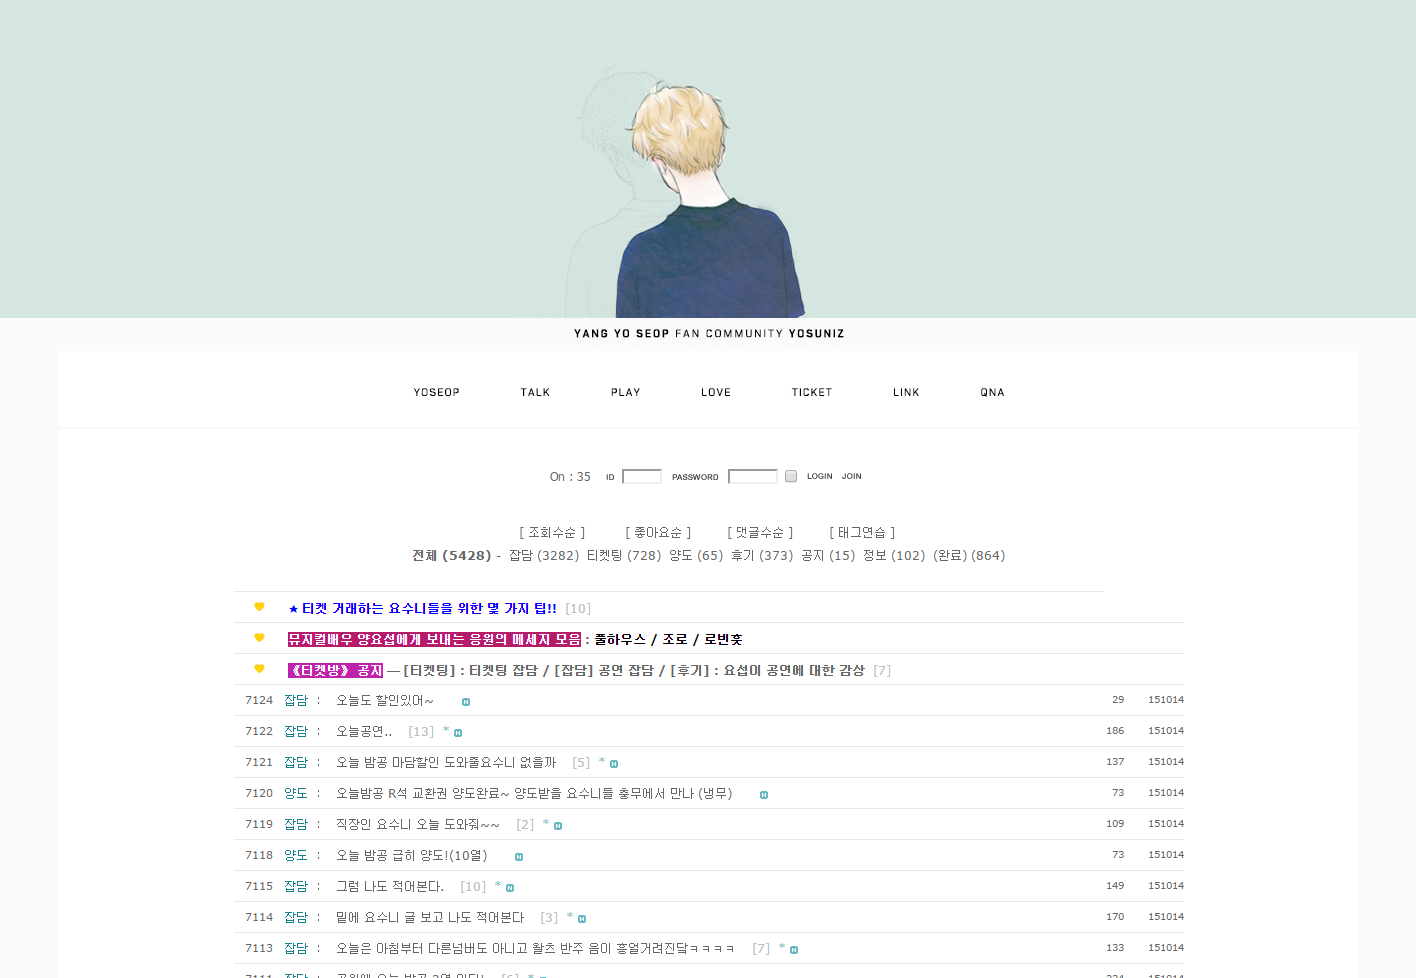 YANG YO SEOP FAN COMMUNITY YOSUNIZ
YOSEOP TALK PLAY LOVE TICKET LINK QNA
On : 35 ID PASSWORD LOGIN JOIN
[ 조회수순 ] [ 좋아요순 ] [ 댓글수순 ] [ 태그연습 ]
전체 (5428) - 잡담 (3282) 티켓팅 (728) 양도 (65) 후기 (373) 공지 (15) 정보 (102) (완료) (864)
★ 티켓 거래하는 요수니들을 위한 몇 가지 팁!! [10]
뮤지컬배우 양요섭에게 보내는 응원의 메세지 모음 : 풀하우스 / 조로 / 로빈훗
《티켓방》 공지 — [티켓팅] : 티켓팅 잡담 / [잡담] 공연 잡담 / [후기] : 요섭이 공연에 대한 감상 [7]
7124 잡담 : 오늘도 할인있어~ N 29 151014
7122 잡담 : 오늘공연.. [13] * N 186 151014
7121 잡담 : 오늘 밤공 마담할인 도와줄요수니 없을까 [5] * N 137 151014
7120 양도 : 오늘밤공 R석 교환권 양도완료~ 양도받을 요수니들 충무에서 만나 (냉무) N 73 151014
7119 잡담 : 직장인 요수니 오늘 도와줘~~ [2] * N 109 151014
7118 양도 : 오늘 밤공 급히 양도!(10열) N 73 151014
7115 잡담 : 그럼 나도 적어본다. [10] * N 149 151014
7114 잡담 : 밑에 요수니 글 보고 나도 적어본다 [3] * N 170 151014
7113 잡담 : 오늘은 아침부터 다른넘버도 아니고 왈츠 반주 음이 흥얼거려진닼ㅋㅋㅋㅋ [7] * N 133 151014